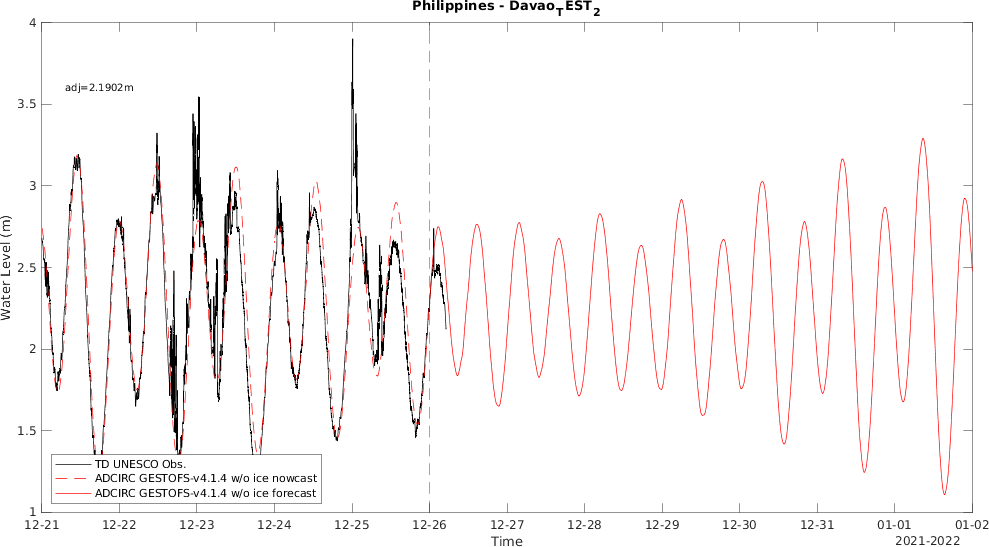 Philippines - Davao_TEST_2
4
adj=2.1902m
3.5
3
2.5
Water Level (m)
2
1.5
TD UNESCO Obs.
ADCIRC GESTOFS-v4.1.4 w/o ice nowcast
ADCIRC GESTOFS-v4.1.4 w/o ice forecast
1
12-21 12-22 12-23 12-24 12-25 12-26 12-27 12-28 12-29 12-30 12-31 01-01 01-02
Time
2021-2022